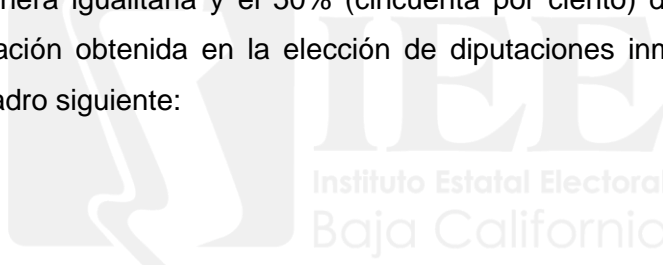 nera igualitaria y el 50% (cincuenta por ciento) d
ación obtenida en la elección de diputaciones inm
adro siguiente:
IEE
Instituto Estatal Electoral
Baja California